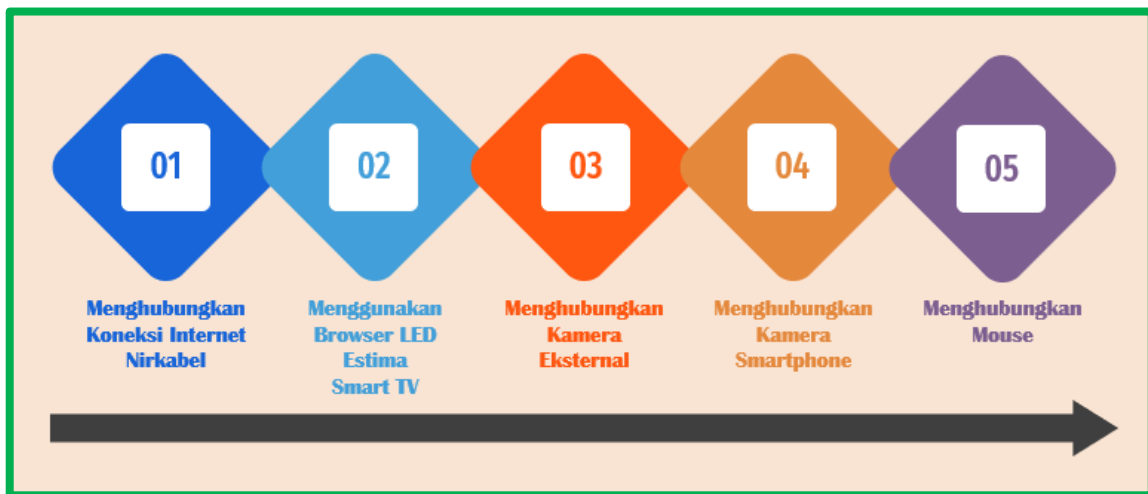 01
02
03
04
05
Menghubungkan
Koneksi Internet
Nirkabel
Menggunakan
Browser LED
Estima
Smart TV
Menghubungkan
Kamera
Eksternal
Menghubungkan
Kamera
Smartphone
Menghubungkan
Mouse